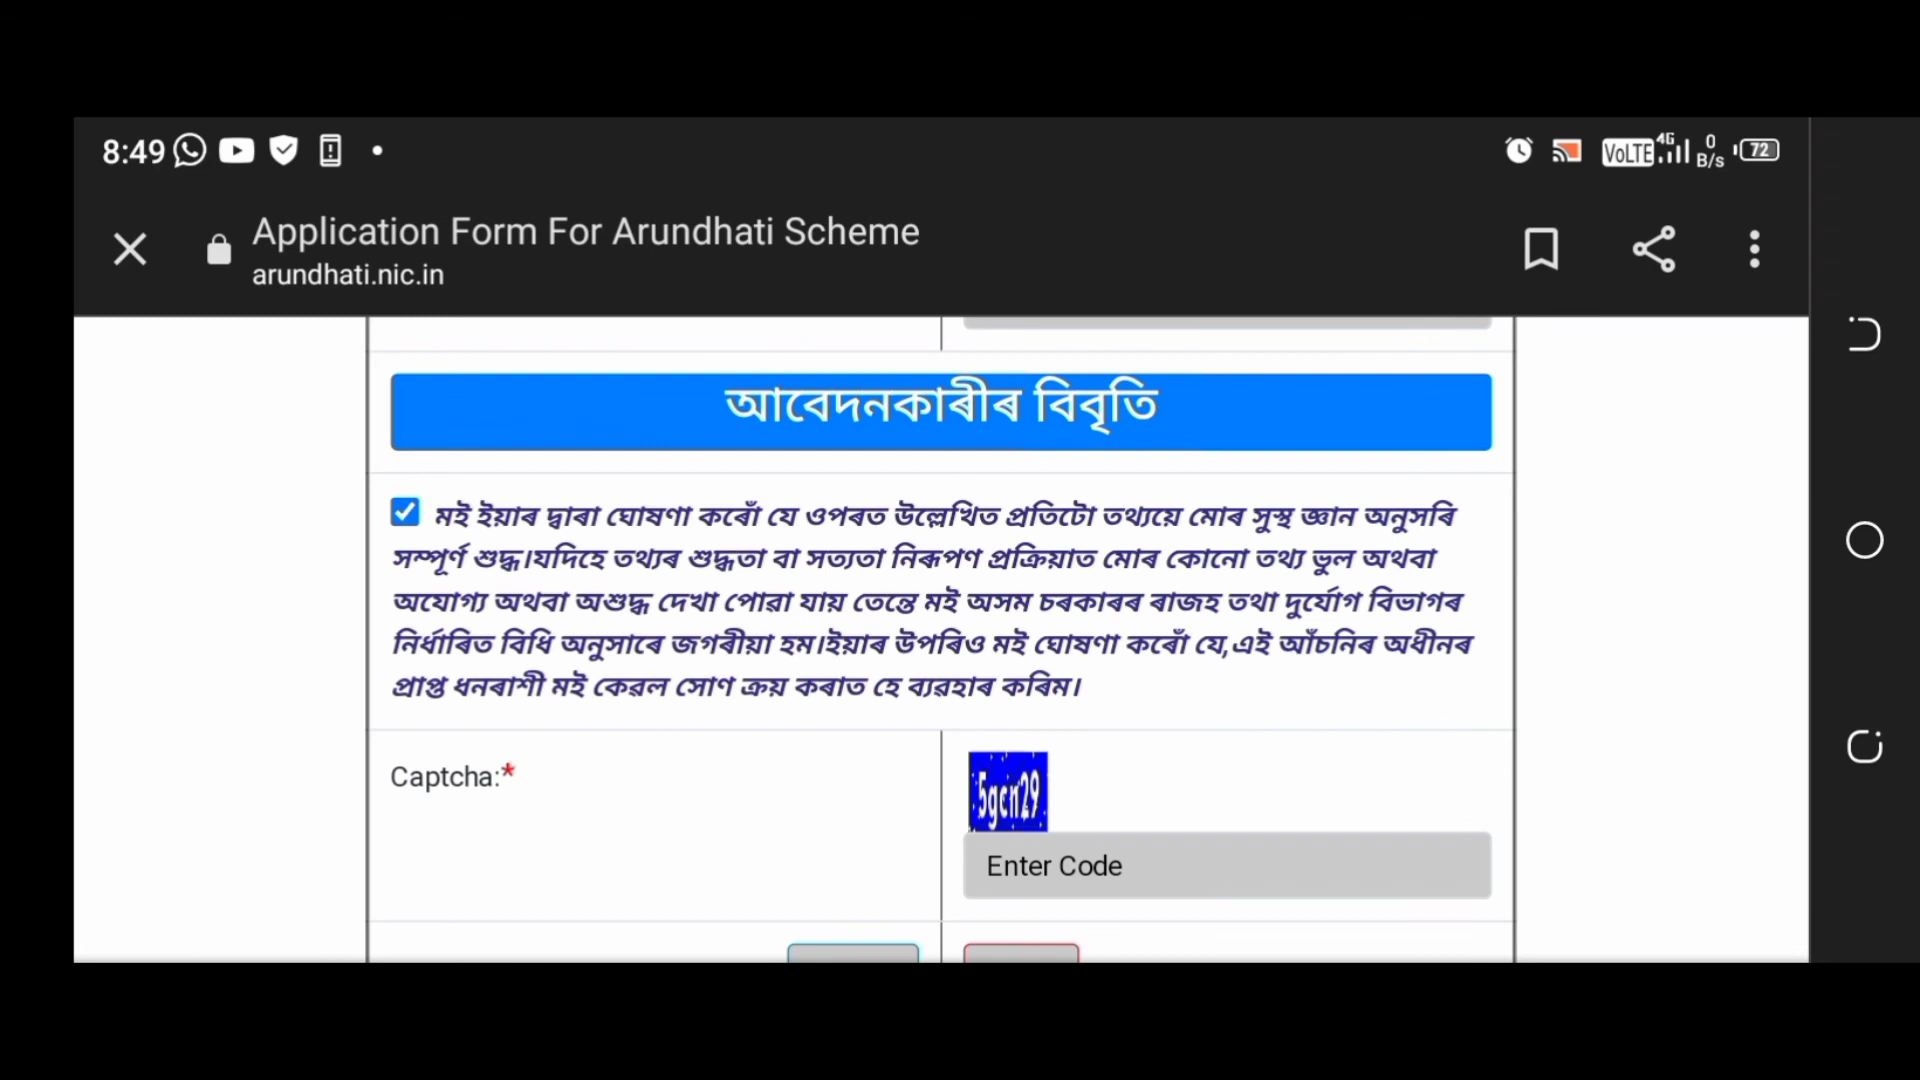 8:49
VoLTE 4G 0 B/s 72
Application Form For Arundhati Scheme
arundhati.nic.in
আবেদনকাৰীৰ বিবৃতি
মই ইয়াৰ দ্বাৰা ঘোষণা কৰোঁ যে ওপৰত উল্লেখিত প্ৰতিটো তথ্যয়ে মোৰ সুস্থ জ্ঞান অনুসৰি
সম্পূৰ্ণ শুদ্ধ।যদিহে তথ্যৰ শুদ্ধতা বা সত্যতা নিৰূপণ প্ৰক্ৰিয়াত মোৰ কোনো তথ্য ভুল অথবা
অযোগ্য অথবা অশুদ্ধ দেখা পোৱা যায় তেন্তে মই অসম চৰকাৰৰ ৰাজহ তথা দুৰ্যোগ বিভাগৰ
নিৰ্ধাৰিত বিধি অনুসাৰে জগৰীয়া হম।ইয়াৰ উপৰিও মই ঘোষণা কৰোঁ যে,এই আঁচনিৰ অধীনৰ
প্ৰাপ্ত ধনৰাশী মই কেৱল সোণ ক্ৰয় কৰাত হে ব্যৱহাৰ কৰিম।
Captcha:*
5gcn29
Enter Code